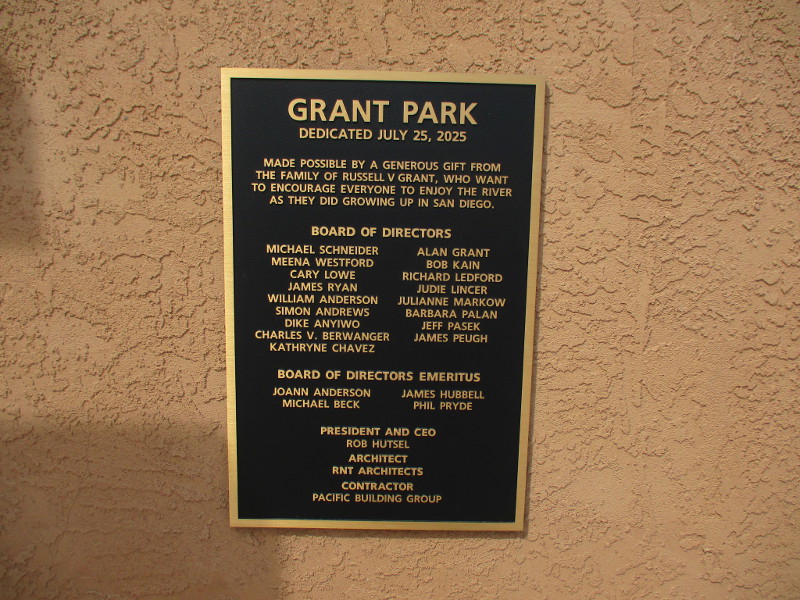 GRANT PARK
DEDICATED JULY 25, 2025
MADE POSSIBLE BY A GENEROUS GIFT FROM
THE FAMILY OF RUSSELL V GRANT, WHO WANT
TO ENCOURAGE EVERYONE TO ENJOY THE RIVER
AS THEY DID GROWING UP IN SAN DIEGO.
BOARD OF DIRECTORS
MICHAEL SCHNEIDER
MEENA WESTFORD
CARY LOWE
JAMES RYAN
WILLIAM ANDERSON
SIMON ANDREWS
DIKE ANYIWO
CHARLES V. BERWANGER
KATHRYNE CHAVEZ
ALAN GRANT
BOB KAIN
RICHARD LEDFORD
JUDIE LINCER
JULIANNE MARKOW
BARBARA PALAN
JEFF PASEK
JAMES PEUGH
BOARD OF DIRECTORS EMERITUS
JOANN ANDERSON
MICHAEL BECK
JAMES HUBBELL
PHIL PRYDE
PRESIDENT AND CEO
ROB HUTSEL
ARCHITECT
RNT ARCHITECTS
CONTRACTOR
PACIFIC BUILDING GROUP